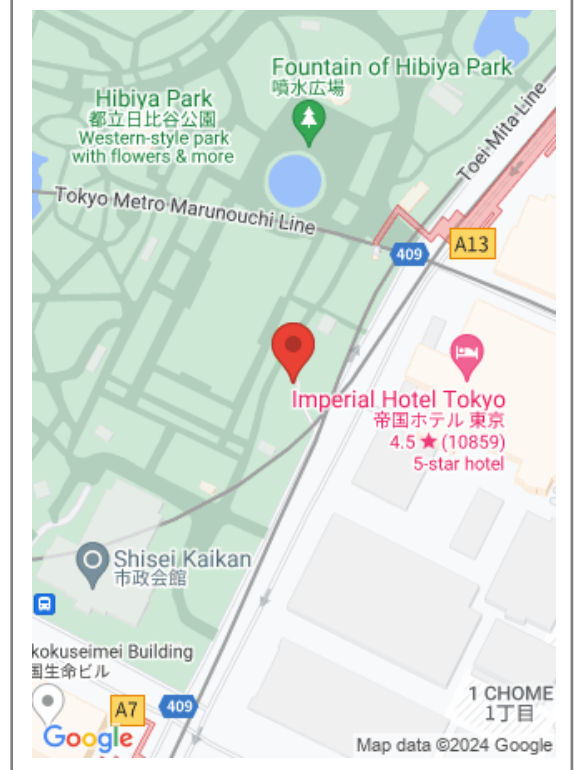 Fountain of Hibiya Park
噴水広場
Hibiya Park
都立日比谷公園
Western-style park
with flowers & more
Toei Mita Line
Tokyo Metro Marunouchi Line
A13
409
Imperial Hotel Tokyo
帝国ホテル 東京
4.5 ★ (10859)
5-star hotel
Shisei Kaikan
市政会館
kokuseimei Building
国生命ビル
1 CHOME
1丁目
A7
409
Google
Map data ©2024 Google